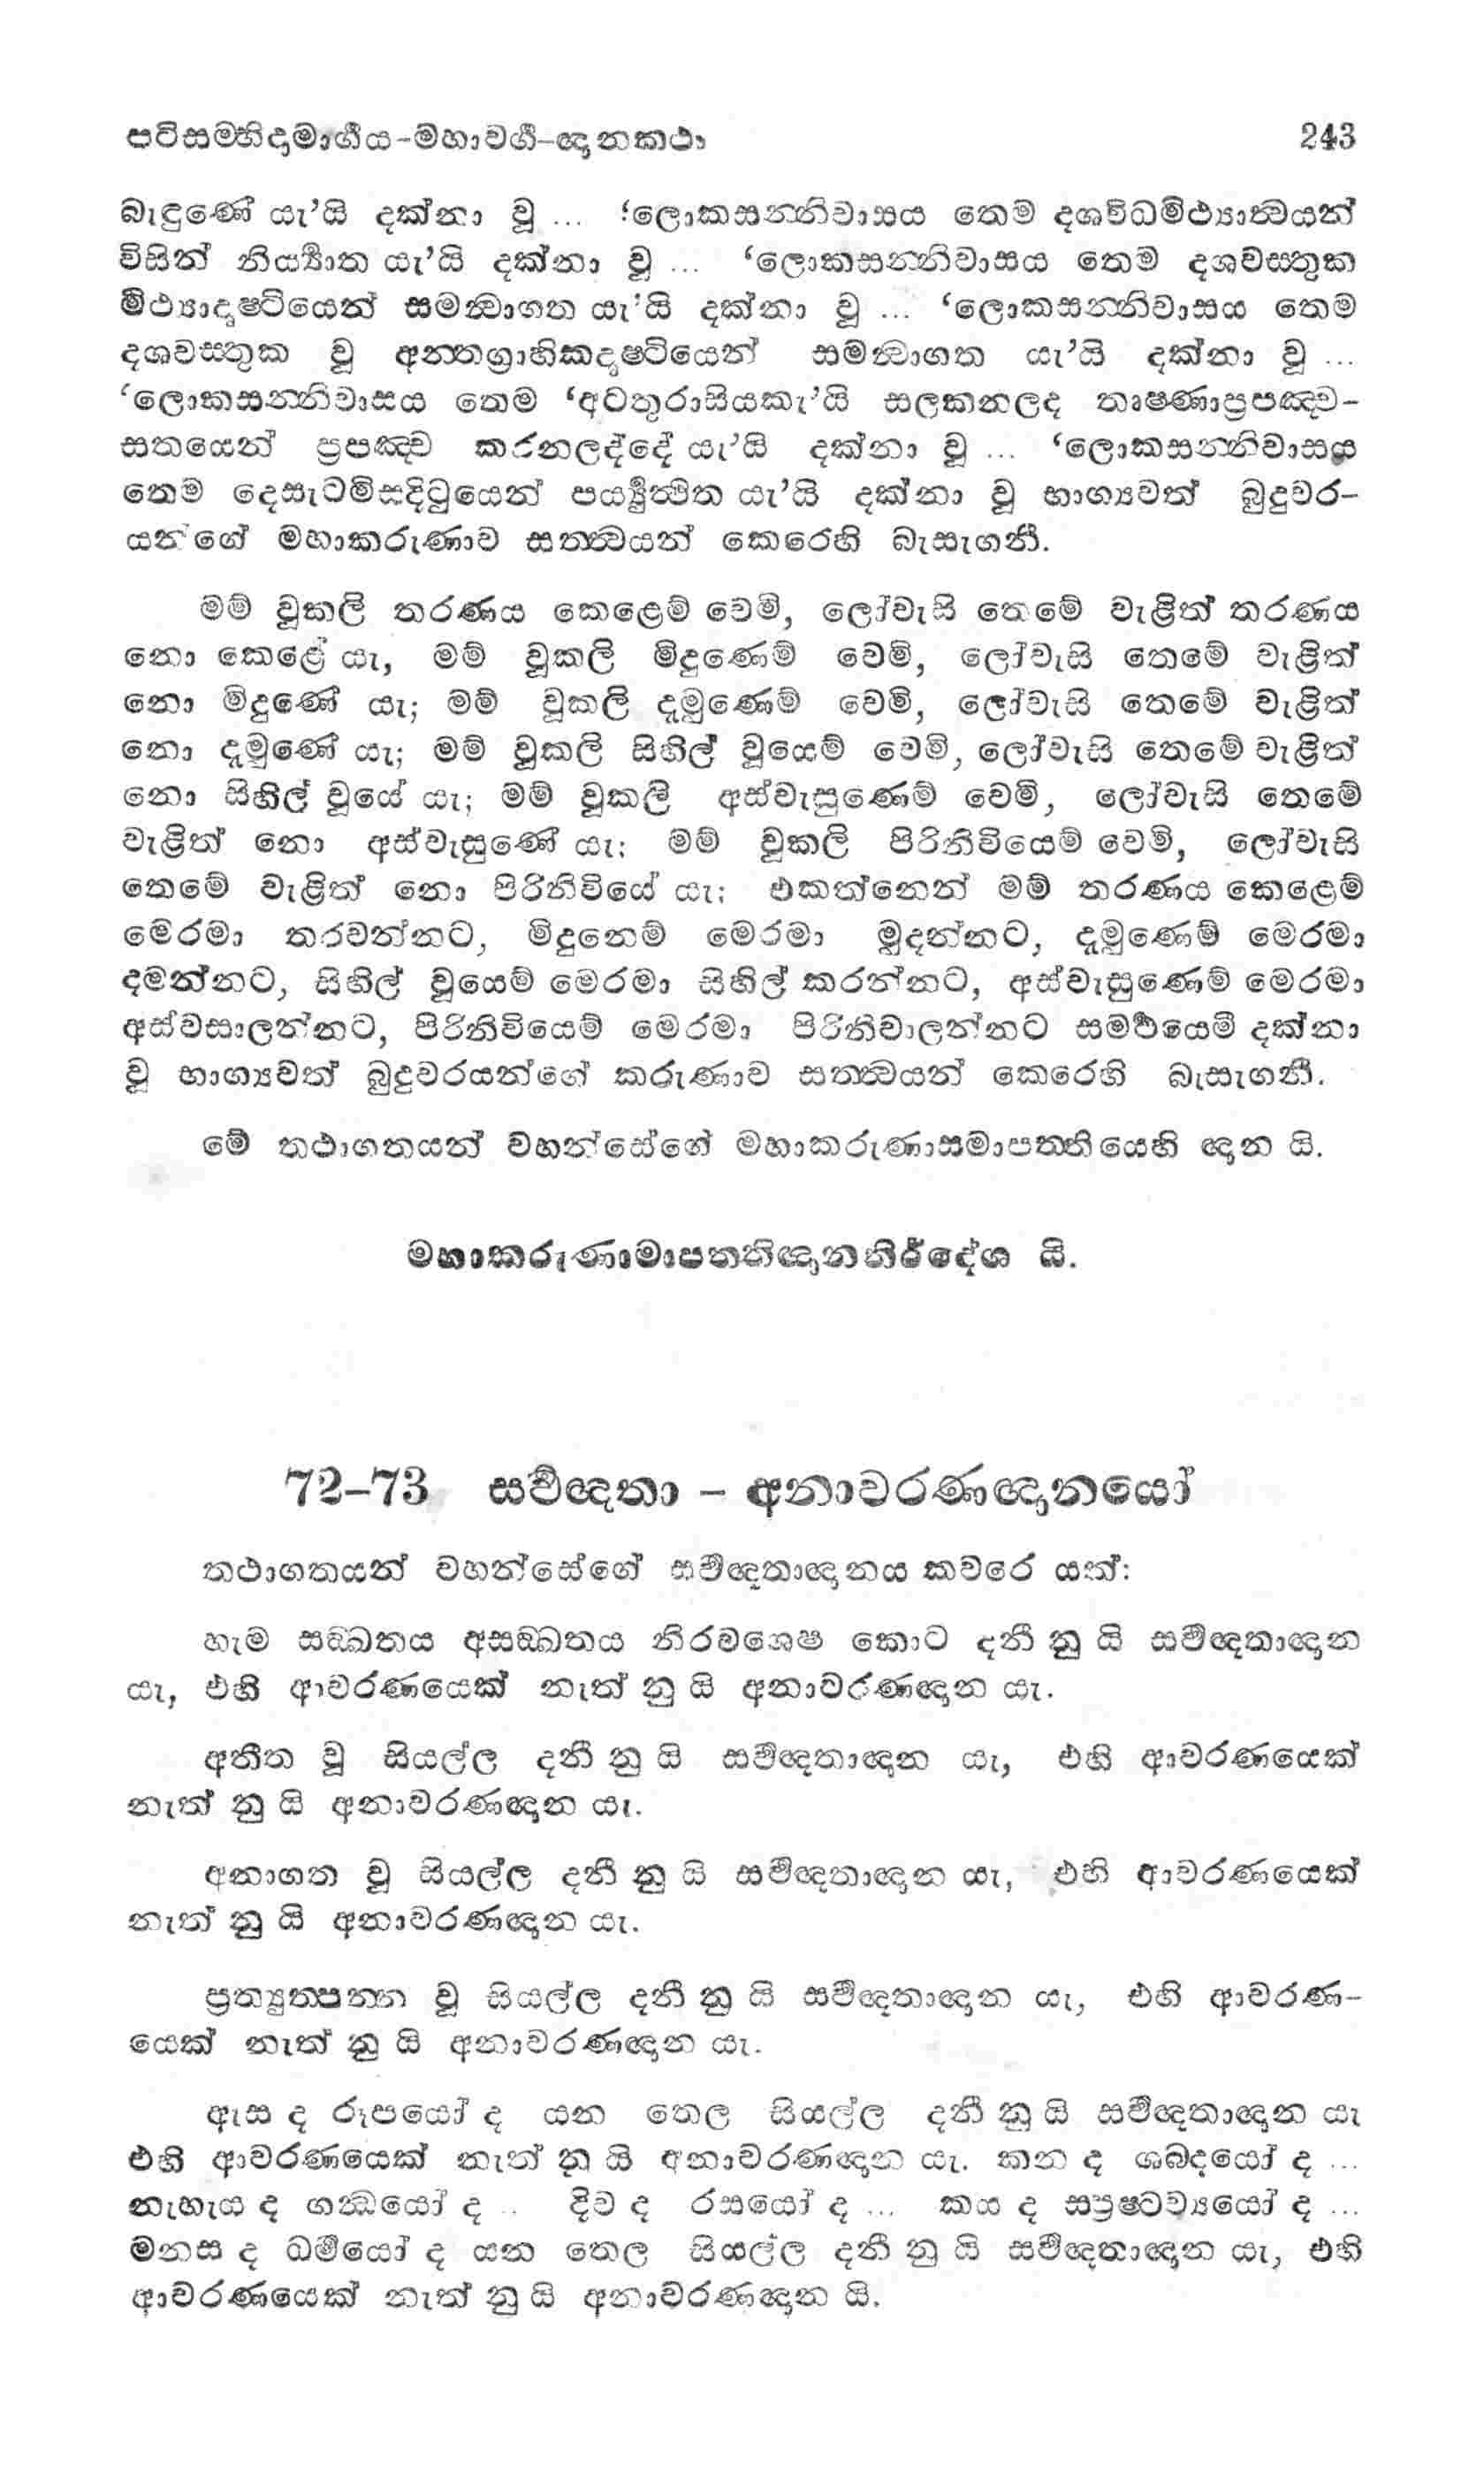 පටිසම්භිදාමාර්ගය-මහාවර්ග-ඥානකථා 243
බැඳුණේ යැ’යි දක්නා වූ ... ‘ලොකසන්නිවාසය තෙම දශවිධමිථ්‍යාත්‍වයන්
විසින් නිය්‍ර්‍යාත යැ’යි දක්නා වූ ... ‘ලොකසන්නිවාසය තෙම දශවස්තුක
මිථ්‍යාදෘෂ්ටියෙන් සමන්‍වාගත යැ’යි දක්නා වූ ... ‘ලොකසන්නිවාසය තෙම
දශවස්තුක වූ අන්තග්‍රාහිකදෘෂ්ටියෙන් සමන්‍වාගත යැ’යි දක්නා වූ ...
‘ලොකසන්නිවාසය තෙම ‘අටතුරාසියකැ’යි සලකනලද තෘෂ්ණාප්‍රපඤ්ච-
සතයෙන් ප්‍රපඤ්ච කරනලද්දේ යැ’යි දක්නා වූ ... ‘ලොකසන්නිවාසය
තෙම දෙසැටමිසදිටුයෙන් පර්‍ය්‍යුත්‍ථිත යැ’යි දක්නා වූ භාග්‍යවත් බුදුවර-
යන්ගේ මහාකරුණාව සත්ත්‍වයන් කෙරෙහි බැසැගනී.
මම් වූකලි තරණය කෙළෙම් වෙමි, ලෝවැසි තෙමේ වැළිත් තරණය
නො කෙළේ යැ, මම් වූකලි මිදුණෙම් වෙමි, ලෝවැසි තෙමේ වැළිත්
නො මිදුණේ යැ; මම් වූකලි දැමුණෙම් වෙමි, ලෝවැසි තෙමේ වැළිත්
නො දැමුණේ යැ; මම් වූකලි සිහිල් වූයෙම් වෙමි, ලෝවැසි තෙමේ වැළිත්
නො සිහිල් වූයේ යැ; මම් වූකලි අස්වැසුණෙම් වෙමි, ලෝවැසි තෙමේ
වැළිත් නො අස්වැසුණේ යැ; මම් වූකලි පිරිනිවියෙම් වෙමි, ලෝවැසි
තෙමේ වැළිත් නො පිරිනිවියේ යැ; එකත්නෙන් මම් තරණය කෙළෙම්
මෙරමා තරවන්නට, මිදුනෙම් මෙරමා මුදන්නට, දැමුණෙම් මෙරමා
දමන්නට, සිහිල් වූයෙම් මෙරමා සිහිල් කරන්නට, අස්වැසුණෙම් මෙරමා
අස්වසාලන්නට, පිරිනිවියෙම් මෙරමා පිරිනිවාලන්නට සමර්ථයෙමි දක්නා
වූ භාග්‍යවත් බුදුවරයන්ගේ කරුණාව සත්ත්‍වයන් කෙරෙහි බැසැගනී.
මේ තථාගතයන් වහන්සේගේ මහාකරුණාසමාපත්තියෙහි ඥාන යි.
මහාකරුණාමාපතතිඥානනිර්දේශ යි.
72–73 සර්වඥතා – අනාවරණඥානයෝ
තථාගතයන් වහන්සේගේ සර්වඥතාඥානය කවරෙ යත්:
හැම සඞ්ඛතය අසඞ්ඛතය නිරවශෙෂ කොට දනී නු යි සර්වඥතාඥාන
යැ, එහි ආවරණයෙක් නැත් නු යි අනාවරණඥාන යැ.
අතීත වූ සියල්ල දනී නු යි සර්වඥතාඥාන යැ, එහි ආවරණයෙක්
නැත් නු යි අනාවරණඥාන යැ.
අනාගත වූ සියල්ල දනී නු යි සර්වඥතාඥාන යැ, එහි ආවරණයෙක්
නැත් නු යි අනාවරණඥාන යැ.
ප්‍රත්‍යුත්පන්න වූ සියල්ල දනී නු යි සර්වඥතාඥාන යැ, එහි ආවරණ-
යෙක් නැත් නු යි අනාවරණඥාන යැ.
ඇස ද රූපයෝ ද යන තෙල සියල්ල දනී නු යි සර්වඥතාඥාන යැ
එහි ආවරණයෙක් නැත් නු යි අනාවරණඥාන යැ. කන ද ශබ්දයෝ ද ...
නැහැය ද ගන්‍ධයෝ ද .. දිව ද රසයෝ ද ... කය ද සප්‍රෂ්ටව්‍යයෝ ද ...
මනස ද ධර්මයෝ ද යන තෙල සියල්ල දනී නු යි සර්වඥතාඥාන යැ, එහි
ආවරණයෙක් නැත් නු යි අනාවරණඥාන යි.